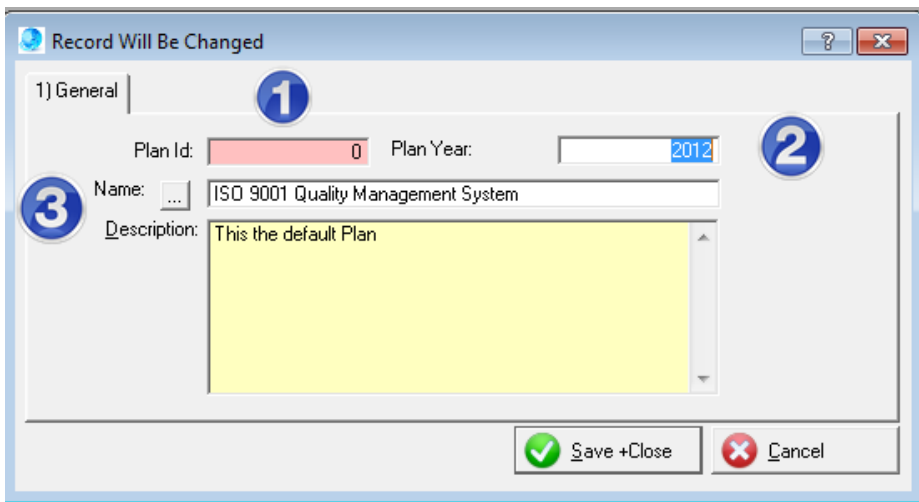 Record Will Be Changed
?
1) General
1
Plan Id: 0 Plan Year: 2012
2
3
Name: ... ISO 9001 Quality Management System
Description: This the default Plan
Save +Close Cancel